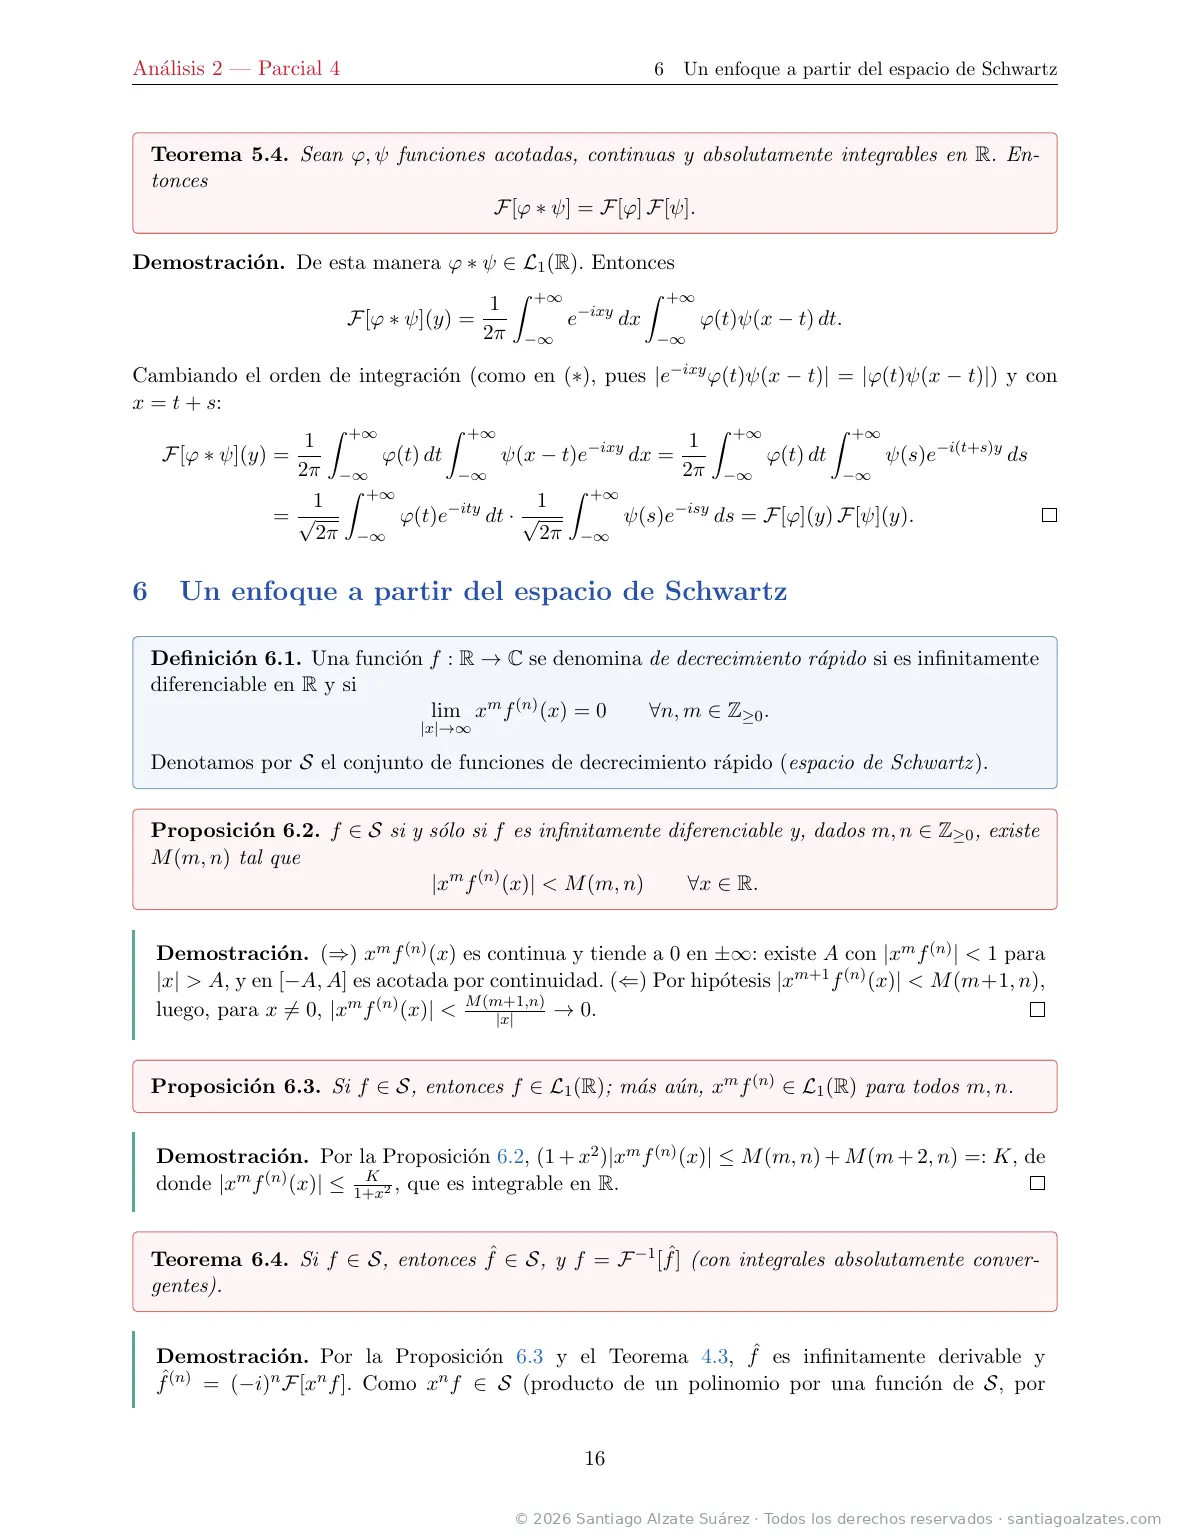 Análisis 2 — Parcial 4 6 Un enfoque a partir del espacio de Schwartz
Teorema 5.4. Sean φ, ψ funciones acotadas, continuas y absolutamente integrables en ℝ. En-
tonces
ℱ[φ ∗ ψ] = ℱ[φ] ℱ[ψ].
Demostración. De esta manera φ ∗ ψ ∈ ℒ₁(ℝ). Entonces
ℱ[φ ∗ ψ](y) = \frac{1}{2π} ∫_{−∞}^{+∞} e^{−ixy} dx ∫_{−∞}^{+∞} φ(t)ψ(x − t) dt.
Cambiando el orden de integración (como en (∗), pues |e^{−ixy}φ(t)ψ(x − t)| = |φ(t)ψ(x − t)|) y con
x = t + s:
ℱ[φ ∗ ψ](y) = \frac{1}{2π} ∫_{−∞}^{+∞} φ(t) dt ∫_{−∞}^{+∞} ψ(x − t)e^{−ixy} dx = \frac{1}{2π} ∫_{−∞}^{+∞} φ(t) dt ∫_{−∞}^{+∞} ψ(s)e^{−i(t+s)y} ds
= \frac{1}{√2π} ∫_{−∞}^{+∞} φ(t)e^{−ity} dt · \frac{1}{√2π} ∫_{−∞}^{+∞} ψ(s)e^{−isy} ds = ℱ[φ](y) ℱ[ψ](y). □
6 Un enfoque a partir del espacio de Schwartz
Definición 6.1. Una función f : ℝ → ℂ se denomina de decrecimiento rápido si es infinitamente
diferenciable en ℝ y si
lim_{|x|→∞} x^m f^{(n)}(x) = 0 ∀n, m ∈ ℤ_{≥0}.
Denotamos por 𝒮 el conjunto de funciones de decrecimiento rápido (espacio de Schwartz).
Proposición 6.2. f ∈ 𝒮 si y sólo si f es infinitamente diferenciable y, dados m, n ∈ ℤ_{≥0}, existe
M(m, n) tal que
|x^m f^{(n)}(x)| < M(m, n) ∀x ∈ ℝ.
Demostración. (⇒) x^m f^{(n)}(x) es continua y tiende a 0 en ±∞: existe A con |x^m f^{(n)}| < 1 para
|x| > A, y en [−A, A] es acotada por continuidad. (⇐) Por hipótesis |x^{m+1} f^{(n)}(x)| < M(m+1, n),
luego, para x ≠ 0, |x^m f^{(n)}(x)| < \frac{M(m+1,n)}{|x|} → 0. □
Proposición 6.3. Si f ∈ 𝒮, entonces f ∈ ℒ₁(ℝ); más aún, x^m f^{(n)} ∈ ℒ₁(ℝ) para todos m, n.
Demostración. Por la Proposición 6.2, (1 + x²)|x^m f^{(n)}(x)| ≤ M(m, n) + M(m + 2, n) =: K, de
donde |x^m f^{(n)}(x)| ≤ \frac{K}{1+x²}, que es integrable en ℝ. □
Teorema 6.4. Si f ∈ 𝒮, entonces f̂ ∈ 𝒮, y f = ℱ^{−1}[f̂] (con integrales absolutamente conver-
gentes).
Demostración. Por la Proposición 6.3 y el Teorema 4.3, f̂ es infinitamente derivable y
f̂^{(n)} = (−i)^n ℱ[x^n f]. Como x^n f ∈ 𝒮 (producto de un polinomio por una función de 𝒮, por
16
© 2026 Santiago Alzate Suárez · Todos los derechos reservados · santiagoalzates.com